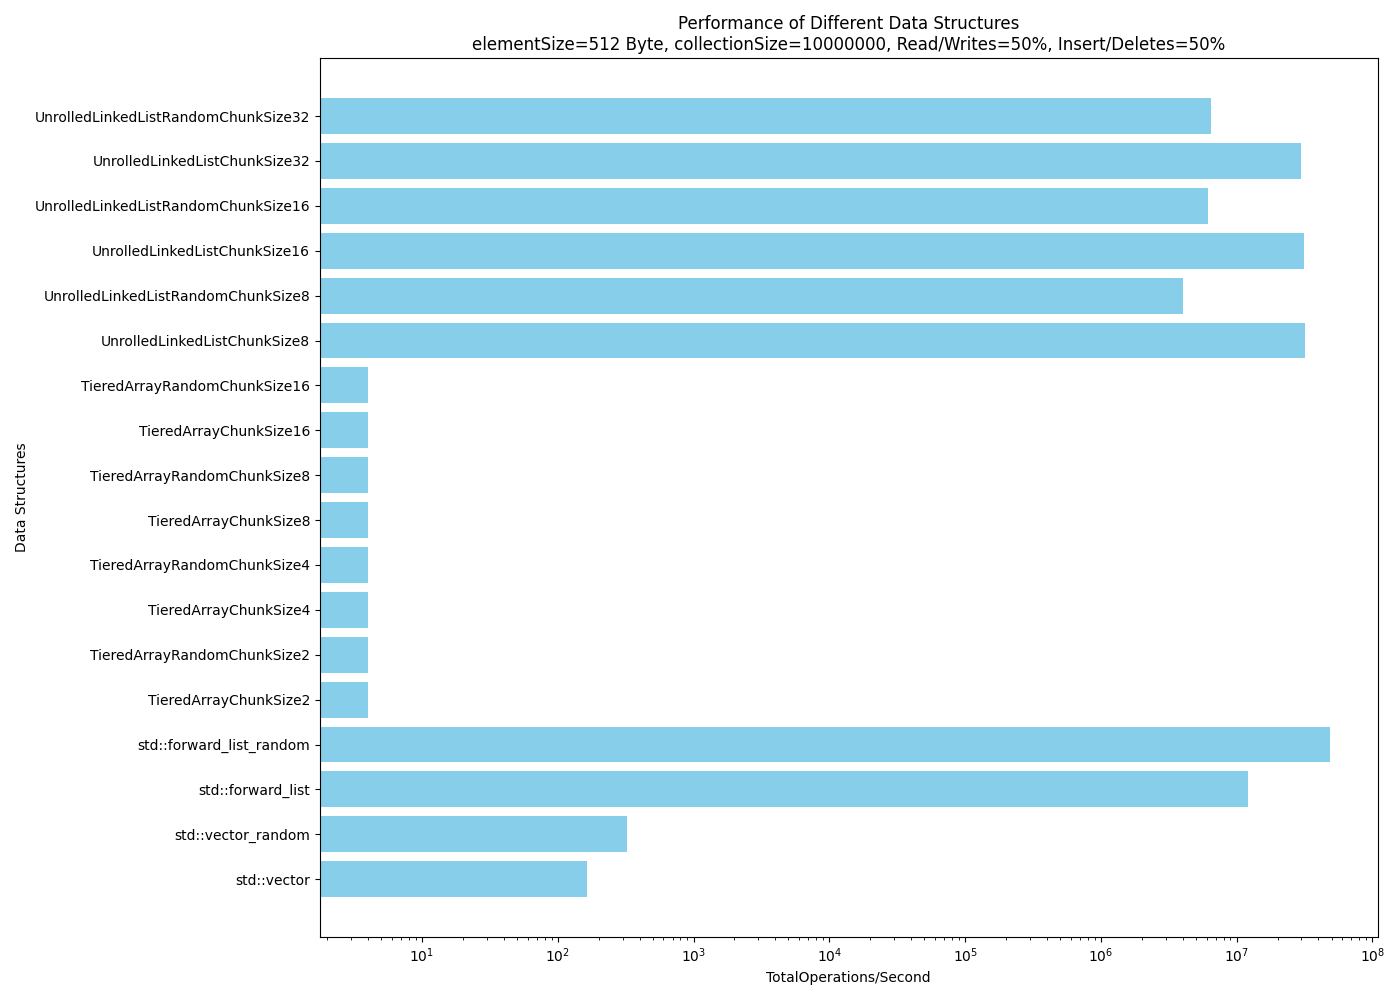 Performance of Different Data Structures
elementSize=512 Byte, collectionSize=10000000, Read/Writes=50%, Insert/Deletes=50%
UnrolledLinkedListRandomChunkSize32
UnrolledLinkedListChunkSize32
UnrolledLinkedListRandomChunkSize16
UnrolledLinkedListChunkSize16
UnrolledLinkedListRandomChunkSize8
UnrolledLinkedListChunkSize8
TieredArrayRandomChunkSize16
TieredArrayChunkSize16
TieredArrayRandomChunkSize8
TieredArrayChunkSize8
TieredArrayRandomChunkSize4
TieredArrayChunkSize4
TieredArrayRandomChunkSize2
TieredArrayChunkSize2
std::forward_list_random
std::forward_list
std::vector_random
std::vector
Data Structures
10¹ 10² 10³ 10⁴ 10⁵ 10⁶ 10⁷ 10⁸
TotalOperations/Second